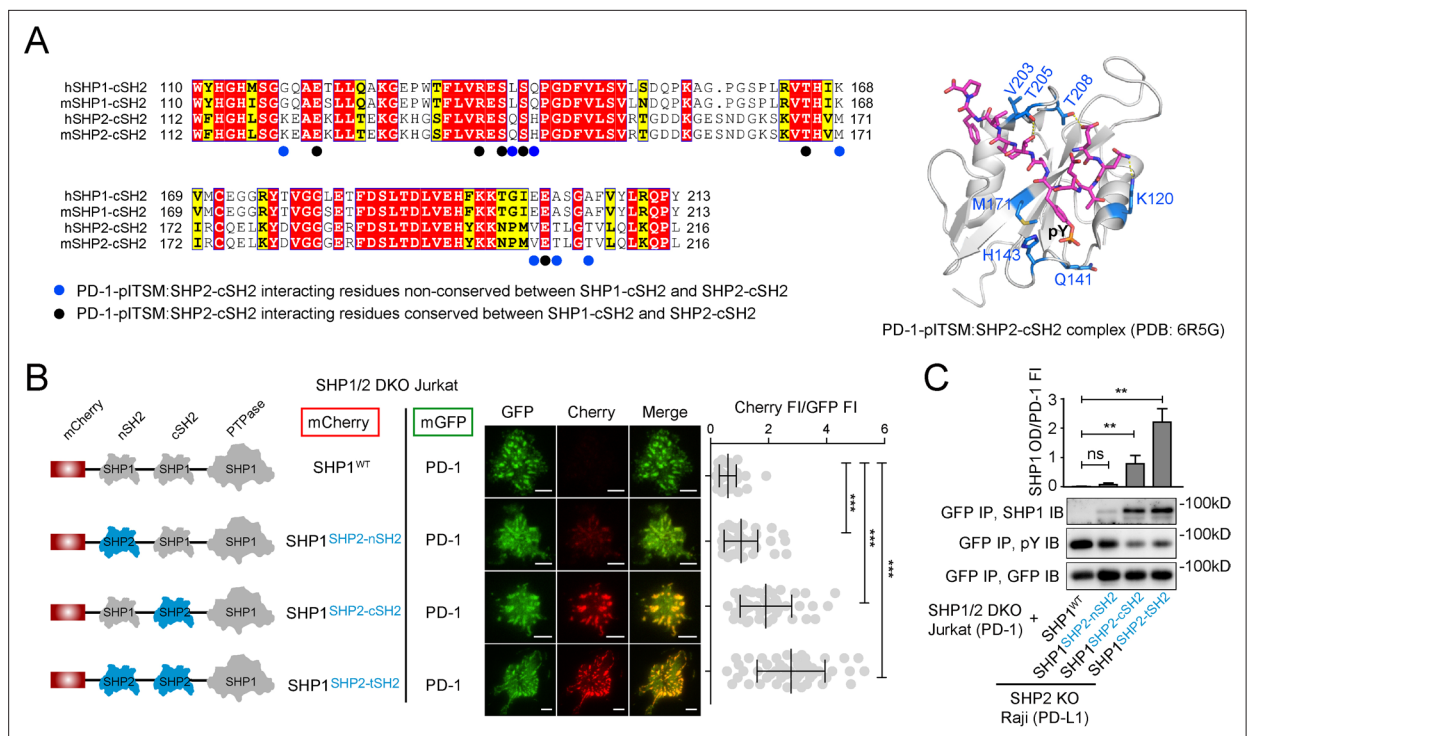 A
hSHP1-cSH2 110 WYHGHMSGGQAETLLQAKGEPWTFLVRESLSQPGDFVLSVLSDQPKAG.PGSPLRVTHIK 168
mSHP1-cSH2 110 WYHGHISGGQAESLLQAKGEPWTFLVRESLSQPGDFVLSVLNDQPKAG.PGSPLRVTHIK 168
hSHP2-cSH2 112 WFHGHLSGKEAEKLLTEKGKHGSFLVRESQSHPGDFVLSVRTGDDKGESNDGKSKVTHVM 171
mSHP2-cSH2 112 WFHGHLSGKEAEKLLTEKGKHGSFLVRESQSHPGDFVLSVRTGDDKGESNDGKSKVTHVM 171
hSHP1-cSH2 169 VMCEGGRYTVGGLETFDSLTDLVEHFKKTGIEEASGAFVYLRQPY 213
mSHP1-cSH2 169 VMCEGGRYTVGGSETFDSLTDLVEHFKKTGIEEASGAFVYLRQPY 213
hSHP2-cSH2 172 IRCQELKYDVGGGERFDSLTDLVEHYKKNPMVETLGTVLQLKQPL 216
mSHP2-cSH2 172 IRCQELKYDVGGGERFDSLTDLVEHYKKNPMVETLGTVLQLKQPL 216
PD-1-pITSM:SHP2-cSH2 interacting residues non-conserved between SHP1-cSH2 and SHP2-cSH2
PD-1-pITSM:SHP2-cSH2 interacting residues conserved between SHP1-cSH2 and SHP2-cSH2
V203
T205
T208
M171
K120
pY
H143
Q141
PD-1-pITSM:SHP2-cSH2 complex (PDB: 6R5G)
B
SHP1/2 DKO Jurkat
mCherry nSH2 cSH2 PTPase
mCherry mGFP
GFP Cherry Merge
Cherry FI/GFP FI
0 2 4 6
SHP1 SHP1 SHP1 SHP1WT PD-1
SHP2 SHP1 SHP1 SHP1SHP2-nSH2 PD-1
SHP1 SHP2 SHP1 SHP1SHP2-cSH2 PD-1
SHP2 SHP2 SHP1 SHP1SHP2-tSH2 PD-1
***
***
***
C
SHP1 OD/PD-1 FI
3
2
1
0
**
**
ns
GFP IP, SHP1 IB -100kD
GFP IP, pY IB -100kD
GFP IP, GFP IB -100kD
SHP1/2 DKO
Jurkat (PD-1) +
SHP1WT
SHP1SHP2-nSH2
SHP1SHP2-cSH2
SHP1SHP2-tSH2
SHP2 KO
Raji (PD-L1)